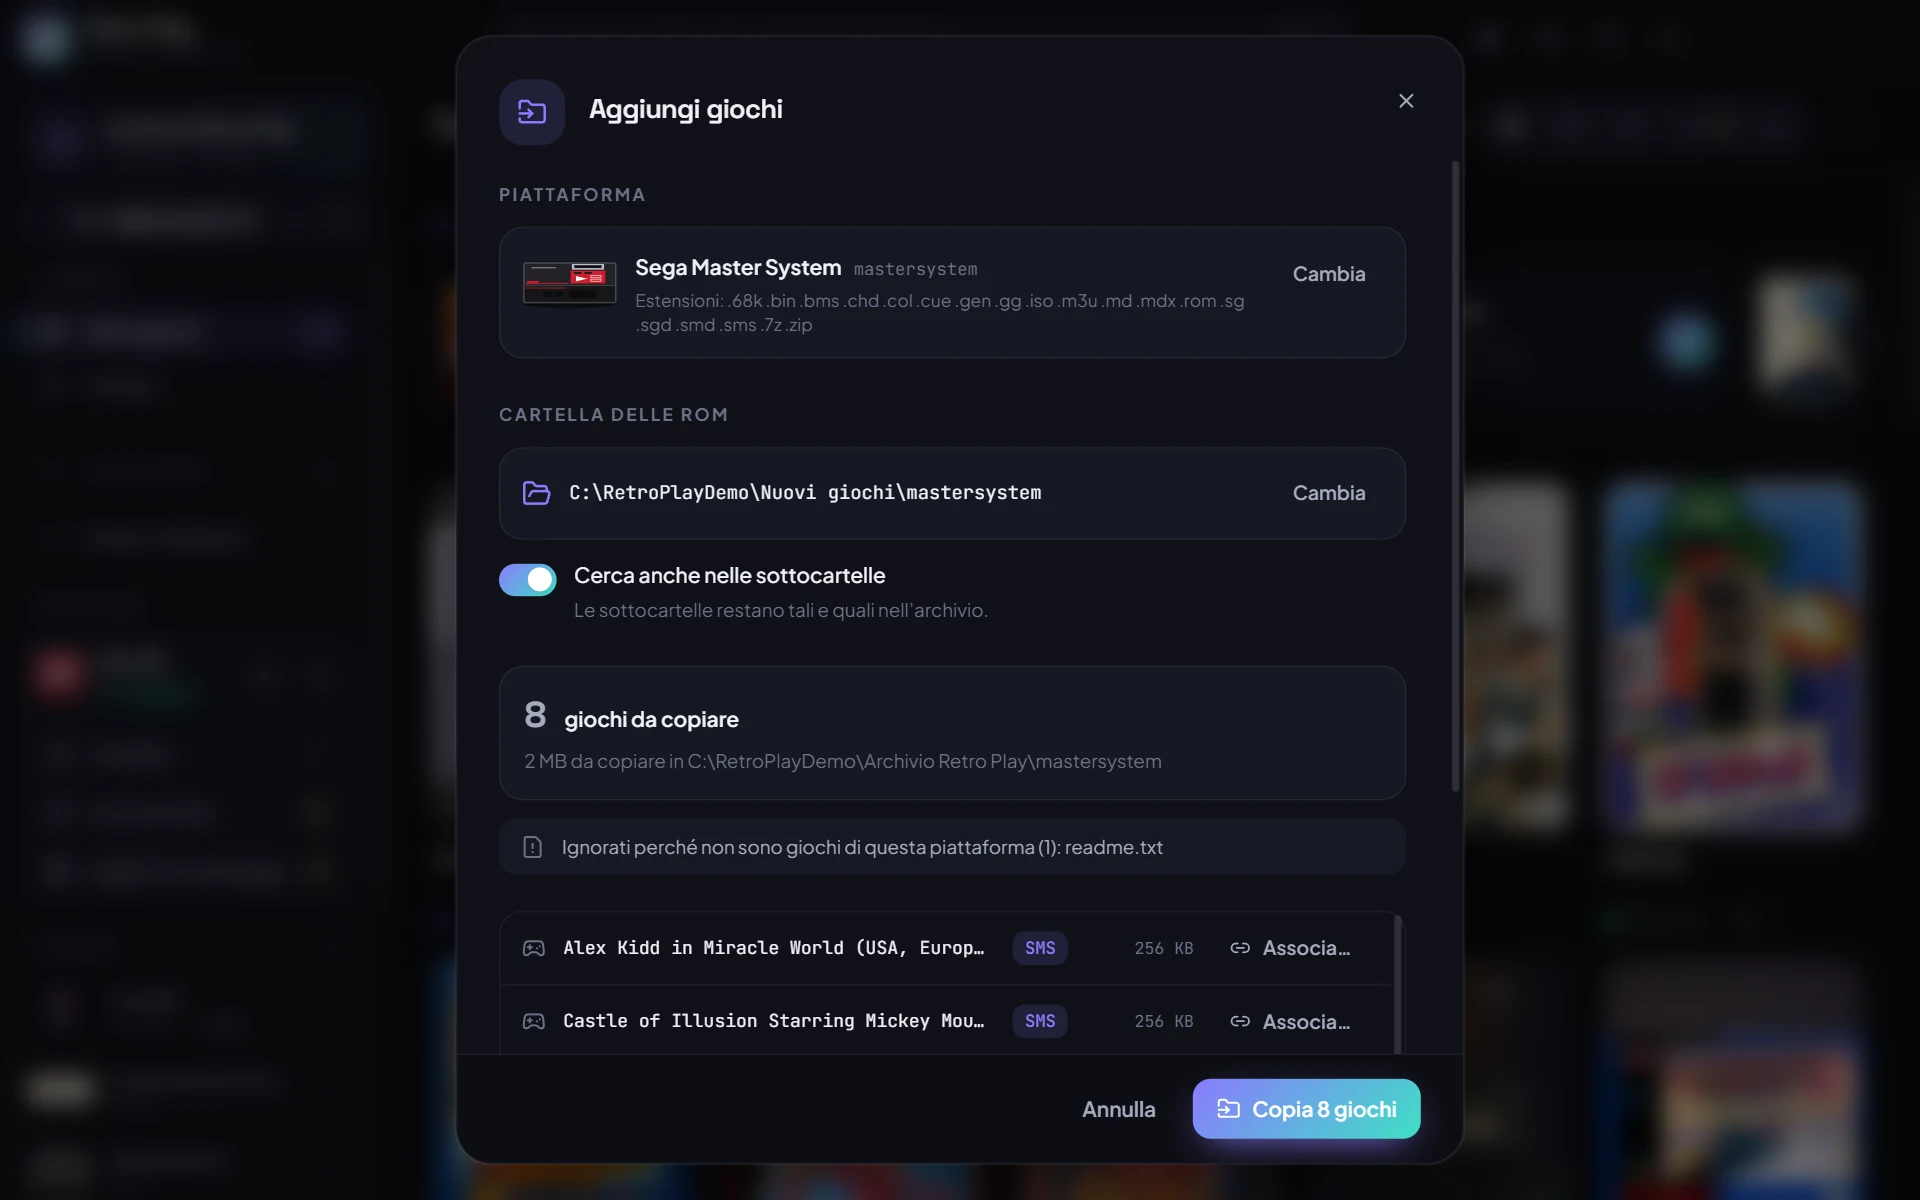 Aggiungi giochi
PIATTAFORMA
Sega Master System mastersystem
Cambia
Estensioni: .68k .bin .bms .chd .col .cue .gen .gg .iso .m3u .md .mdx .rom .sg
.sgd .smd .sms .7z .zip
CARTELLA DELLE ROM
C:\RetroPlayDemo\Nuovi giochi\mastersystem
Cambia
Cerca anche nelle sottocartelle
Le sottocartelle restano tali e quali nell’archivio.
8 giochi da copiare
2 MB da copiare in C:\RetroPlayDemo\Archivio Retro Play\mastersystem
Ignorati perché non sono giochi di questa piattaforma (1): readme.txt
Alex Kidd in Miracle World (USA, Europ… SMS 256 KB Associa…
Castle of Illusion Starring Mickey Mou… SMS 256 KB Associa…
Annulla
Copia 8 giochi